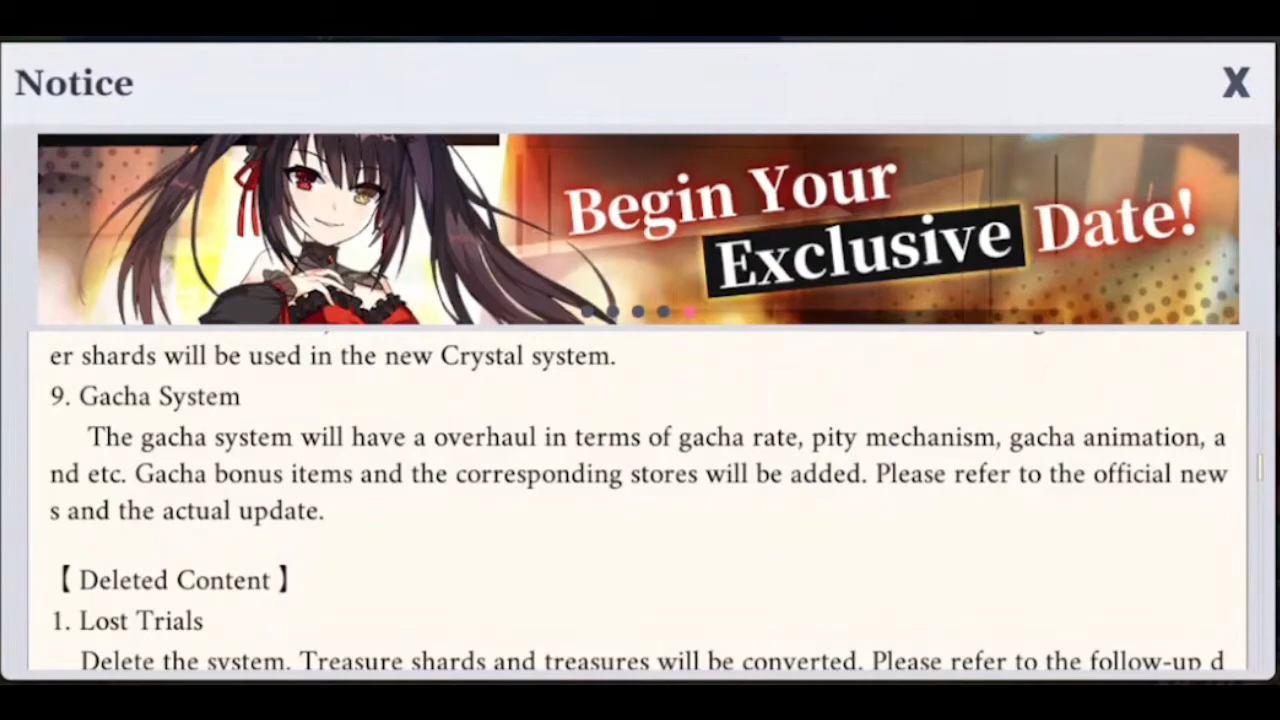 Notice
X
Begin Your
Exclusive Date!
er shards will be used in the new Crystal system.
9. Gacha System
The gacha system will have a overhaul in terms of gacha rate, pity mechanism, gacha animation, a
nd etc. Gacha bonus items and the corresponding stores will be added. Please refer to the official new
s and the actual update.
【 Deleted Content 】
1. Lost Trials
Delete the system. Treasure shards and treasures will be converted. Please refer to the follow-up d